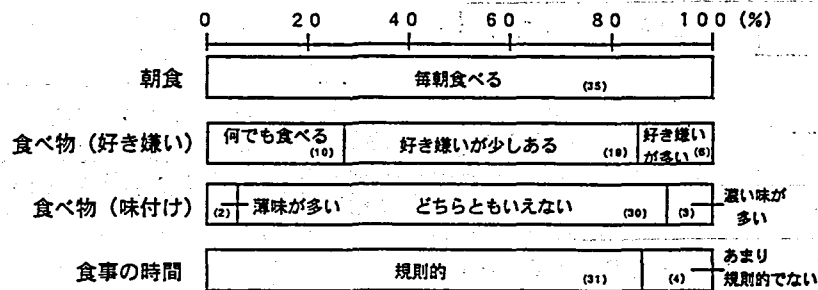 0 20 40 60 80 100 (%)
朝食 毎朝食べる (35)
食べ物（好き嫌い） 何でも食べる (10) 好き嫌いが少しある (19) 好き嫌い
が多い (6)
食べ物（味付け） (2) 薄味が多い どちらともいえない (30) (3) 濃い味が
多い
食事の時間 規則的 (31) (4) あまり
規則的でない